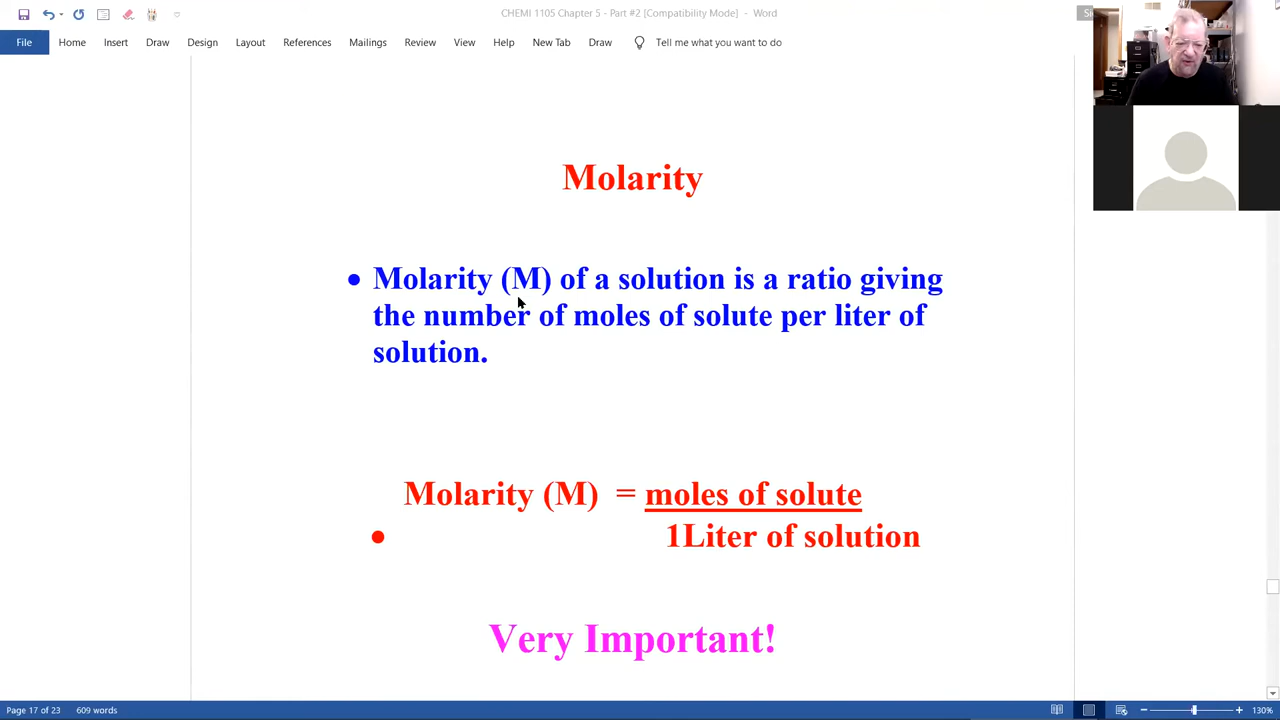 CHEMI 1105 Chapter 5 - Part #2 [Compatibility Mode] - Word
File Home Insert Draw Design Layout References Mailings Review View Help New Tab Draw Tell me what you want to do
Molarity
• Molarity (M) of a solution is a ratio giving
the number of moles of solute per liter of
solution.
Molarity (M) = moles of solute
• 1Liter of solution
Very Important!
Page 17 of 23 609 words 130%